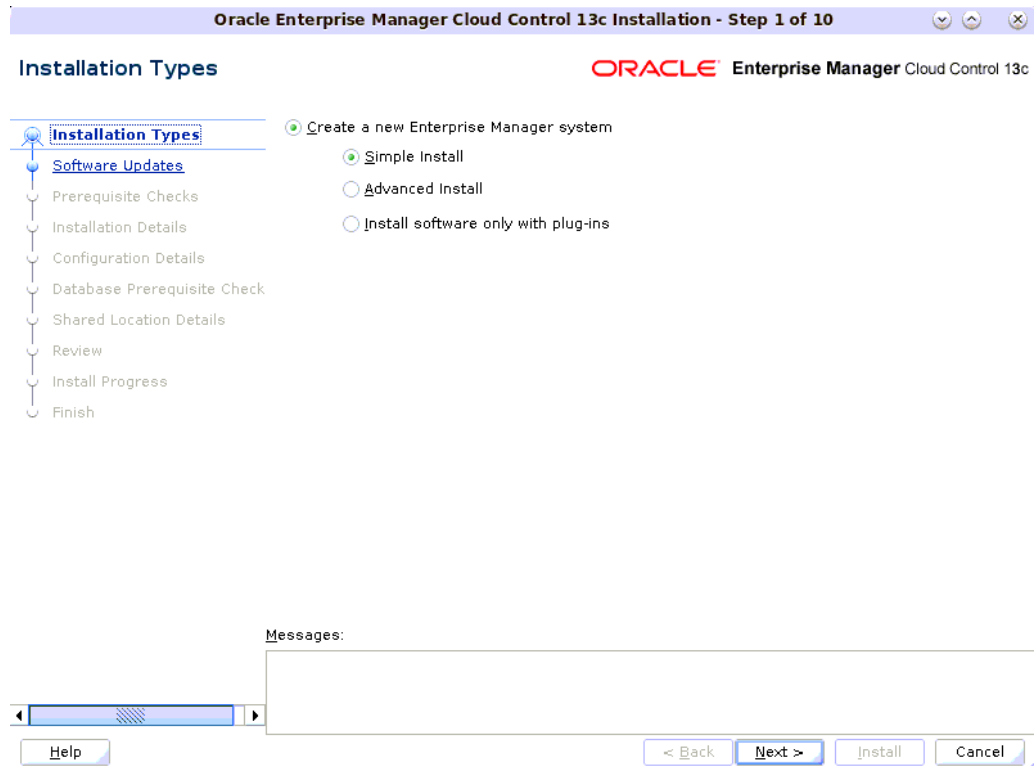 Oracle Enterprise Manager Cloud Control 13c Installation - Step 1 of 10
Installation Types
ORACLE Enterprise Manager Cloud Control 13c
Installation Types
Software Updates
Prerequisite Checks
Installation Details
Configuration Details
Database Prerequisite Check
Shared Location Details
Review
Install Progress
Finish
Create a new Enterprise Manager system
Simple Install
Advanced Install
Install software only with plug-ins
Messages:
Help
< Back
Next >
Install
Cancel